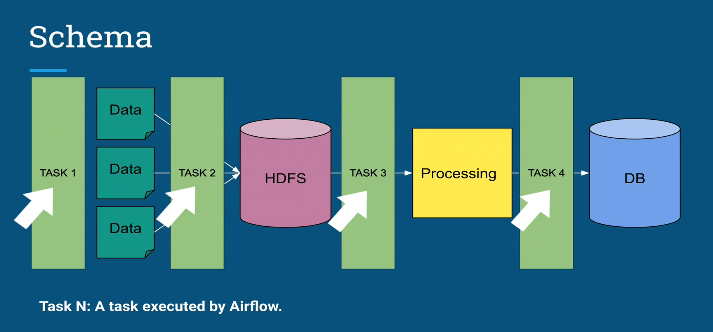 Schema
Data
Data
Data
TASK 1
TASK 2
HDFS
TASK 3
Processing
TASK 4
DB
Task N: A task executed by Airflow.